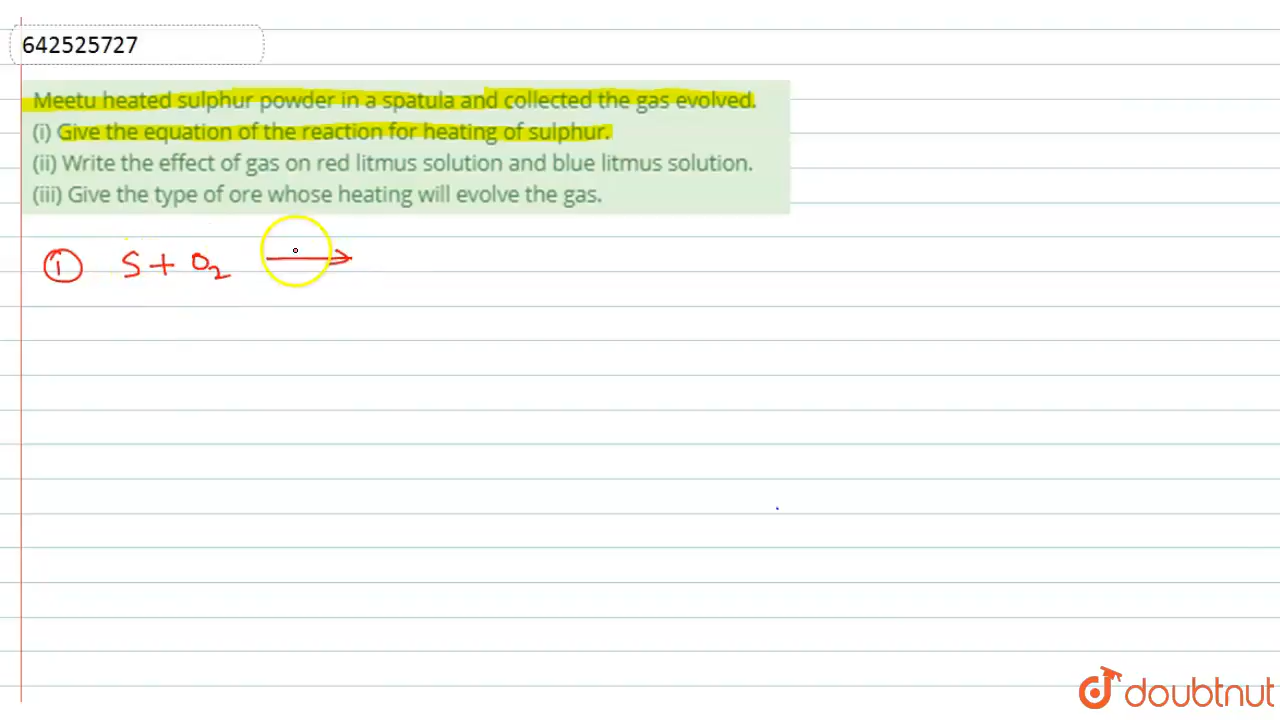 642525727
Meetu heated sulphur powder in a spatula and collected the gas evolved.
(i) Give the equation of the reaction for heating of sulphur.
(ii) Write the effect of gas on red litmus solution and blue litmus solution.
(iii) Give the type of ore whose heating will evolve the gas.
① S + O₂ →
doubtnut